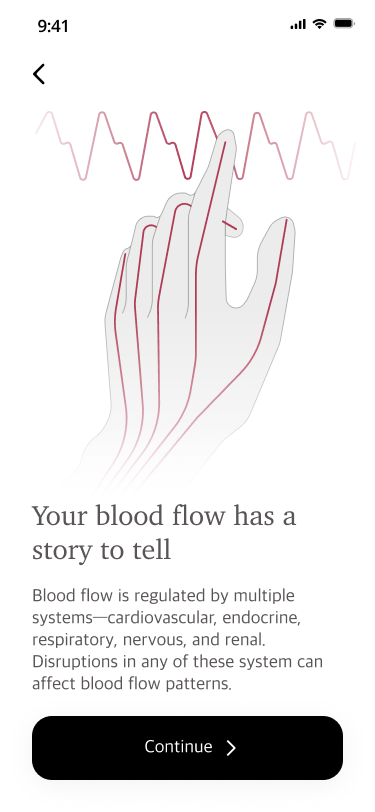 9:41
Your blood flow has a
story to tell
Blood flow is regulated by multiple
systems—cardiovascular, endocrine,
respiratory, nervous, and renal.
Disruptions in any of these system can
affect blood flow patterns.
Continue